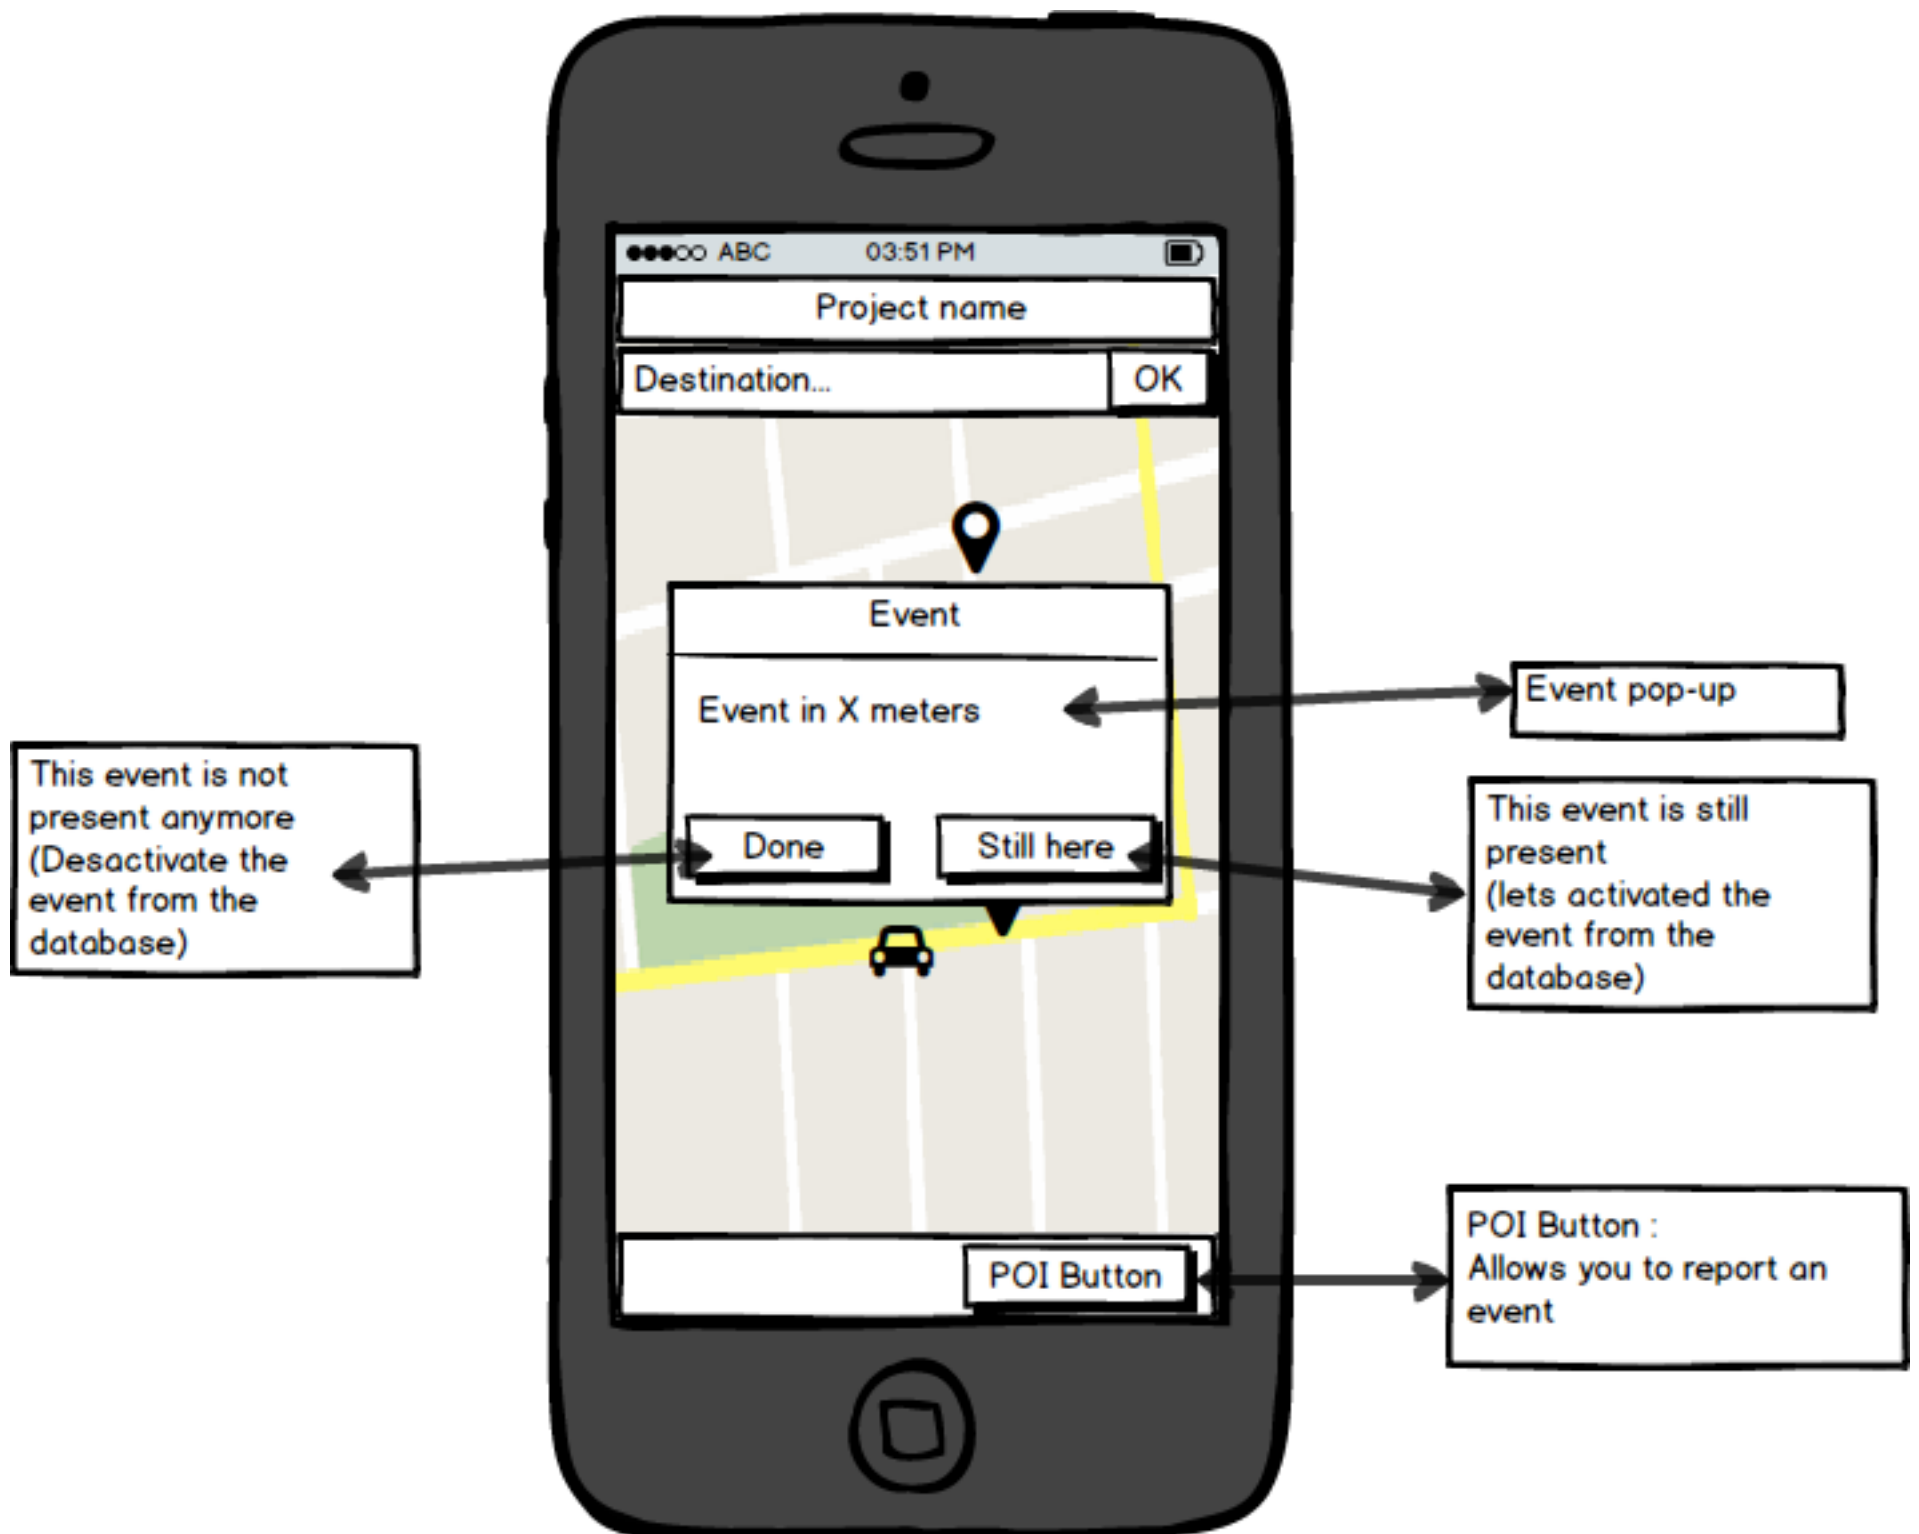 ABC 03:51 PM
Project name
Destination... OK
Event
Event in X meters
Done Still here
POI Button
This event is not
present anymore
(Desactivate the
event from the
database)
Event pop-up
This event is still
present
(lets activated the
event from the
database)
POI Button :
Allows you to report an
event